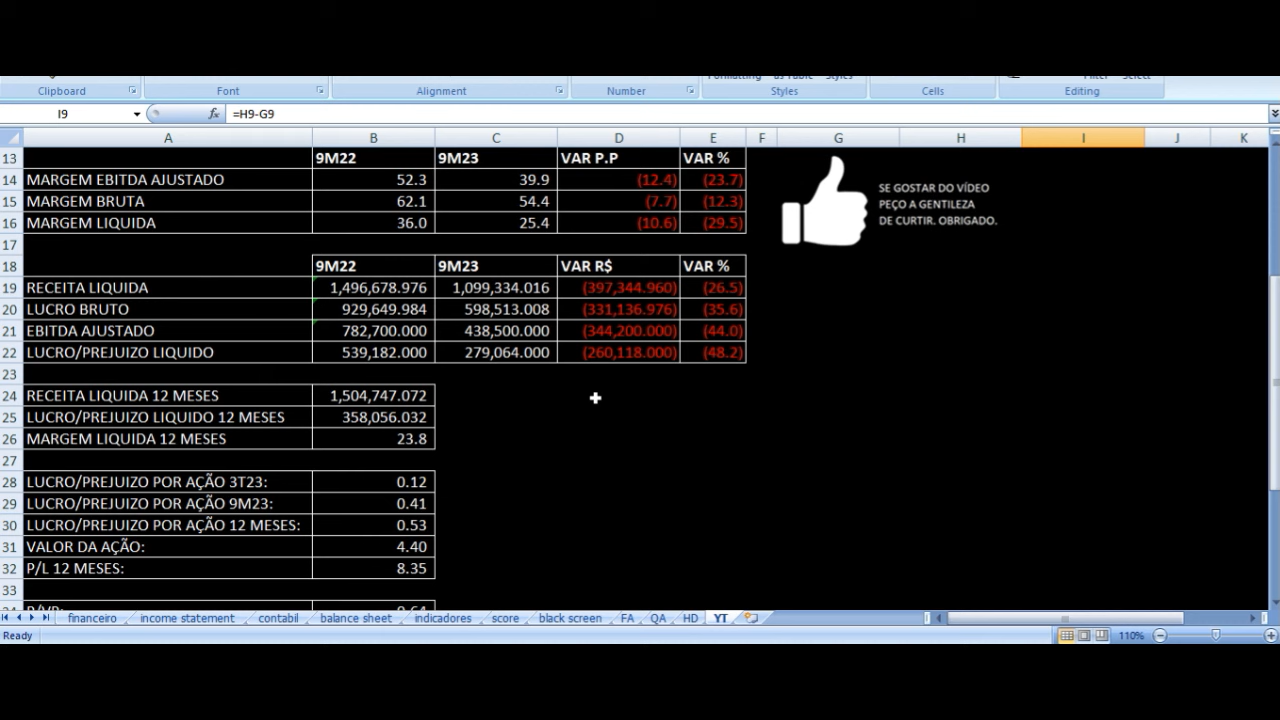 Clipboard Font Alignment Number Styles Cells Editing
I9 fx =H9-G9
A B C D E F G H I J K
13 9M22 9M23 VAR P.P VAR %
14 MARGEM EBITDA AJUSTADO 52.3 39.9 (12.4) (23.7)
15 MARGEM BRUTA 62.1 54.4 (7.7) (12.3)
16 MARGEM LIQUIDA 36.0 25.4 (10.6) (29.5)
SE GOSTAR DO VÍDEO
PEÇO A GENTILEZA
DE CURTIR. OBRIGADO.
17
18 9M22 9M23 VAR R$ VAR %
19 RECEITA LIQUIDA 1,496,678.976 1,099,334.016 (397,344.960) (26.5)
20 LUCRO BRUTO 929,649.984 598,513.008 (331,136.976) (35.6)
21 EBITDA AJUSTADO 782,700.000 438,500.000 (344,200.000) (44.0)
22 LUCRO/PREJUIZO LIQUIDO 539,182.000 279,064.000 (260,118.000) (48.2)
23
24 RECEITA LIQUIDA 12 MESES 1,504,747.072
25 LUCRO/PREJUIZO LIQUIDO 12 MESES 358,056.032
26 MARGEM LIQUIDA 12 MESES 23.8
27
28 LUCRO/PREJUIZO POR AÇÃO 3T23: 0.12
29 LUCRO/PREJUIZO POR AÇÃO 9M23: 0.41
30 LUCRO/PREJUIZO POR AÇÃO 12 MESES: 0.53
31 VALOR DA AÇÃO: 4.40
32 P/L 12 MESES: 8.35
33
financeiro income statement contabil balance sheet indicadores score black screen FA QA HD YT
Ready 110%